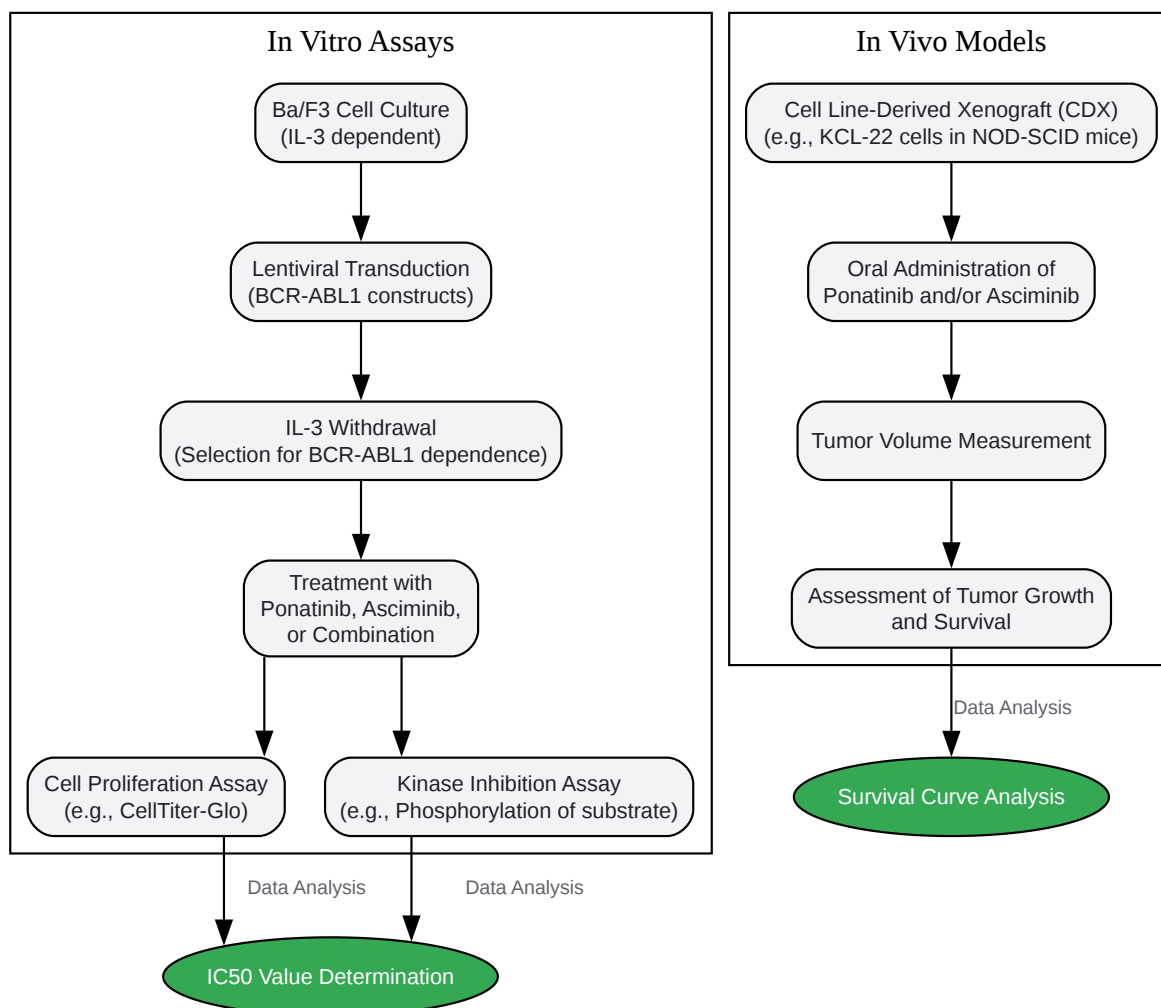 In Vitro Assays
Ba/F3 Cell Culture
(IL-3 dependent)
Lentiviral Transduction
(BCR-ABL1 constructs)
IL-3 Withdrawal
(Selection for BCR-ABL1 dependence)
Treatment with
Ponatinib, Asciminib,
or Combination
Cell Proliferation Assay
(e.g., CellTiter-Glo)
Kinase Inhibition Assay
(e.g., Phosphorylation of substrate)
Data Analysis
Data Analysis
IC50 Value Determination
In Vivo Models
Cell Line-Derived Xenograft (CDX)
(e.g., KCL-22 cells in NOD-SCID mice)
Oral Administration of
Ponatinib and/or Asciminib
Tumor Volume Measurement
Assessment of Tumor Growth
and Survival
Data Analysis
Survival Curve Analysis